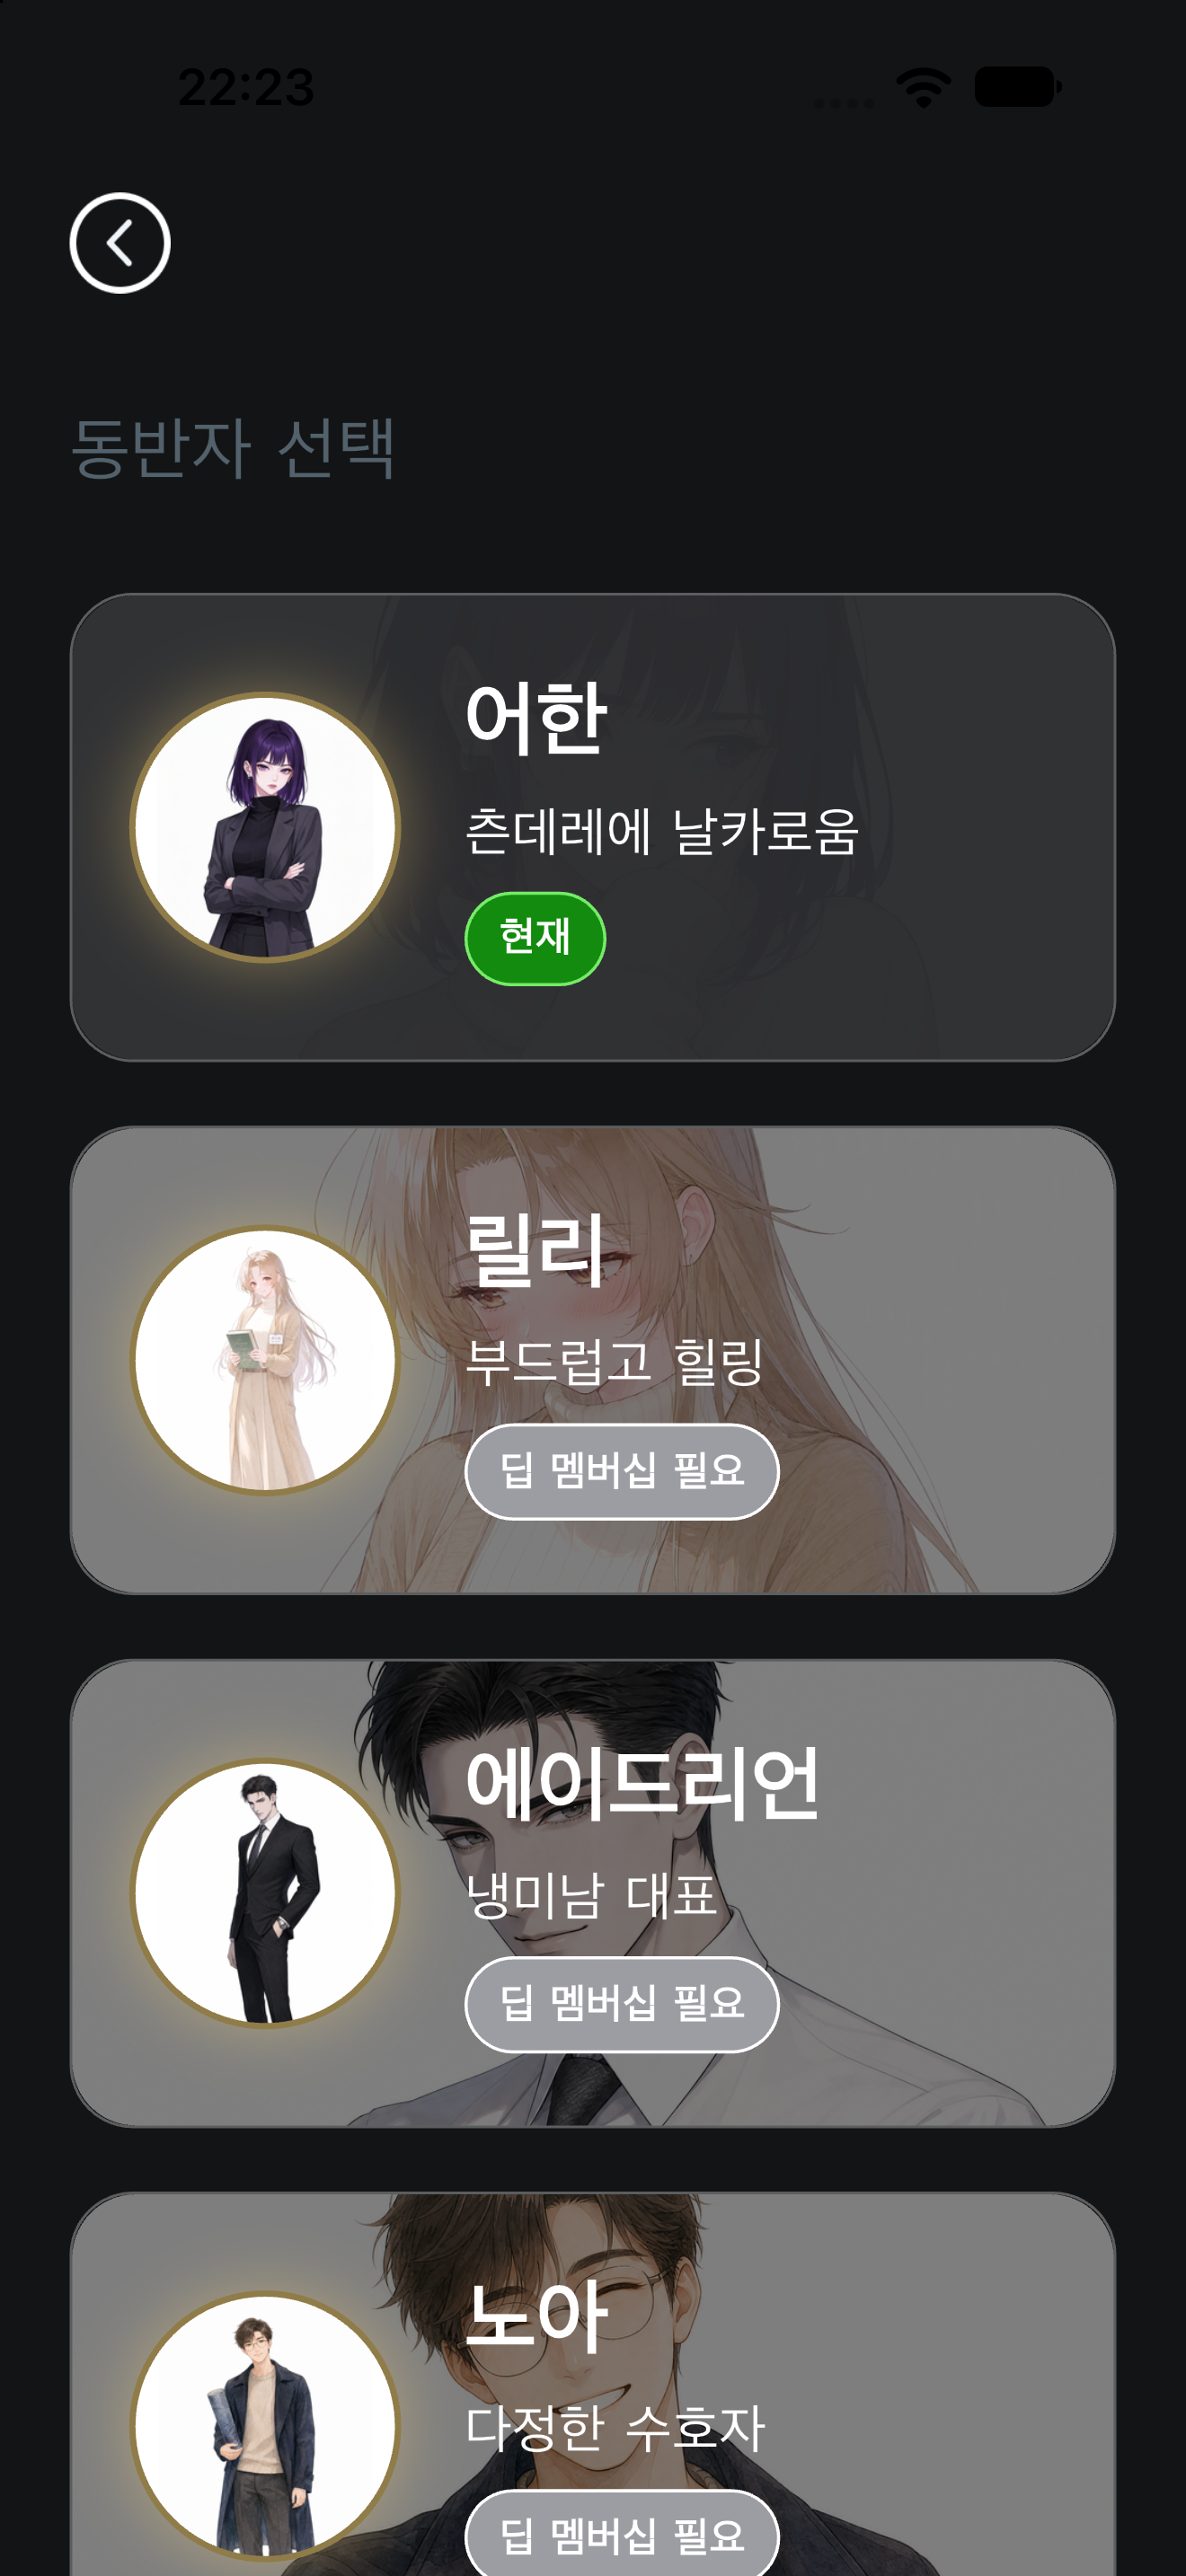 22:23
동반자 선택
어한
츤데레에 날카로움
현재
릴리
부드럽고 힐링
딥 멤버십 필요
에이드리언
냉미남 대표
딥 멤버십 필요
노아
다정한 수호자
딥 멤버십 필요